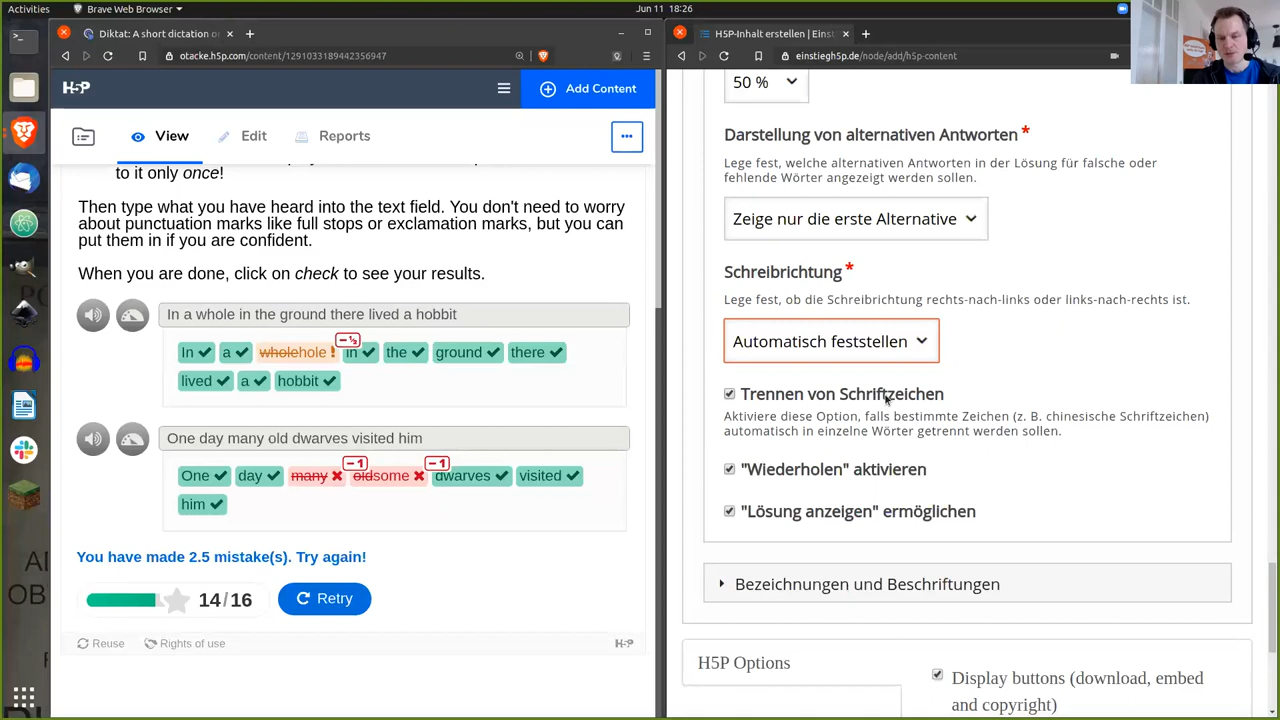 Activities
Brave Web Browser
Jun 11 18:26
Diktat: A short dictation o
otacke.h5p.com/content/1291033189442356947
H5P
Add Content
View
Edit
Reports
to it only once!
Then type what you have heard into the text field. You don't need to worry
about punctuation marks like full stops or exclamation marks, but you can
put them in if you are confident.
When you are done, click on check to see your results.
In a whole in the ground there lived a hobbit
In a wholehole ! -½ in the ground there
lived a hobbit
One day many old dwarves visited him
One day many -1 oldsome -1 dwarves visited
him
You have made 2.5 mistake(s). Try again!
14/16
Retry
Reuse
Rights of use
H5P
H5P-Inhalt erstellen | Einst
einstiegh5p.de/node/add/h5p-content
50 %
Darstellung von alternativen Antworten *
Lege fest, welche alternativen Antworten in der Lösung für falsche oder
fehlende Wörter angezeigt werden sollen.
Zeige nur die erste Alternative
Schreibrichtung *
Lege fest, ob die Schreibrichtung rechts-nach-links oder links-nach-rechts ist.
Automatisch feststellen
Trennen von Schriftzeichen
Aktiviere diese Option, falls bestimmte Zeichen (z. B. chinesische Schriftzeichen)
automatisch in einzelne Wörter getrennt werden sollen.
"Wiederholen" aktivieren
"Lösung anzeigen" ermöglichen
Bezeichnungen und Beschriftungen
H5P Options
Display buttons (download, embed
and copyright)